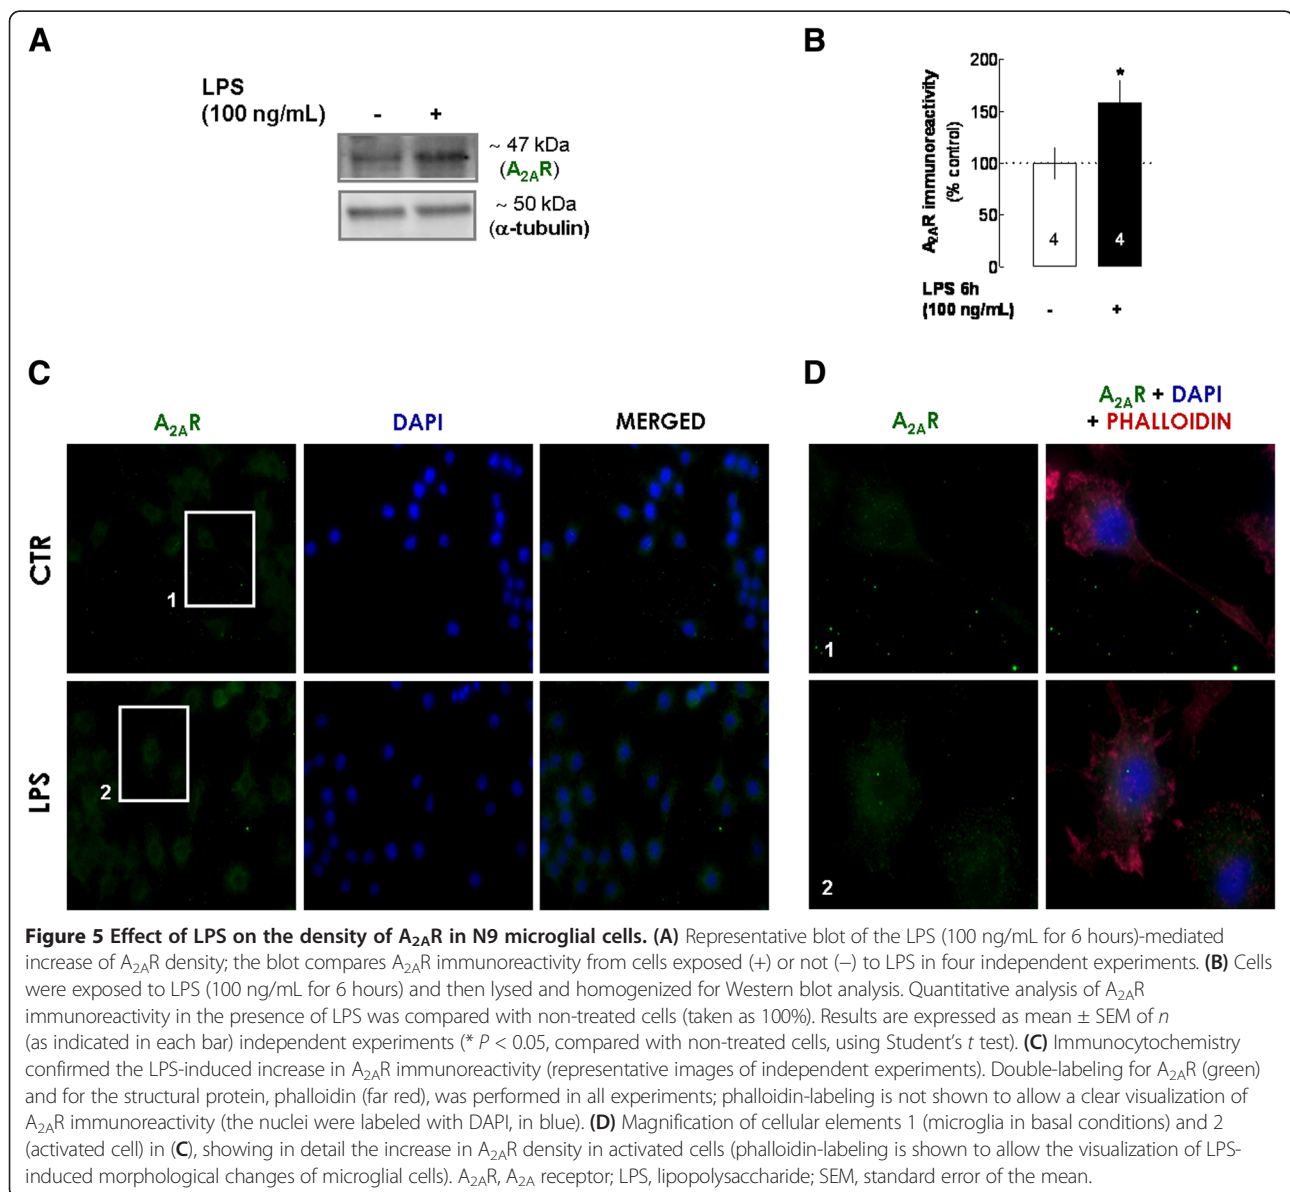 A
LPS
(100 ng/mL) - +
~ 47 kDa
(A2AR)
~ 50 kDa
(α-tubulin)
B
A2AR immunoreactivity
(% control)
200
150
100
50
0
*
4 4
LPS 6h
(100 ng/mL) - +
C
A2AR DAPI MERGED
CTR
1
LPS
2
D
A2AR
A2AR + DAPI
+ PHALLOIDIN
1
2
Figure 5 Effect of LPS on the density of A2AR in N9 microglial cells. (A) Representative blot of the LPS (100 ng/mL for 6 hours)-mediated
increase of A2AR density; the blot compares A2AR immunoreactivity from cells exposed (+) or not (−) to LPS in four independent experiments. (B) Cells
were exposed to LPS (100 ng/mL for 6 hours) and then lysed and homogenized for Western blot analysis. Quantitative analysis of A2AR
immunoreactivity in the presence of LPS was compared with non-treated cells (taken as 100%). Results are expressed as mean ± SEM of n
(as indicated in each bar) independent experiments (* P < 0.05, compared with non-treated cells, using Student's t test). (C) Immunocytochemistry
confirmed the LPS-induced increase in A2AR immunoreactivity (representative images of independent experiments). Double-labeling for A2AR (green)
and for the structural protein, phalloidin (far red), was performed in all experiments; phalloidin-labeling is not shown to allow a clear visualization of
A2AR immunoreactivity (the nuclei were labeled with DAPI, in blue). (D) Magnification of cellular elements 1 (microglia in basal conditions) and 2
(activated cell) in (C), showing in detail the increase in A2AR density in activated cells (phalloidin-labeling is shown to allow the visualization of LPS-
induced morphological changes of microglial cells). A2AR, A2A receptor; LPS, lipopolysaccharide; SEM, standard error of the mean.